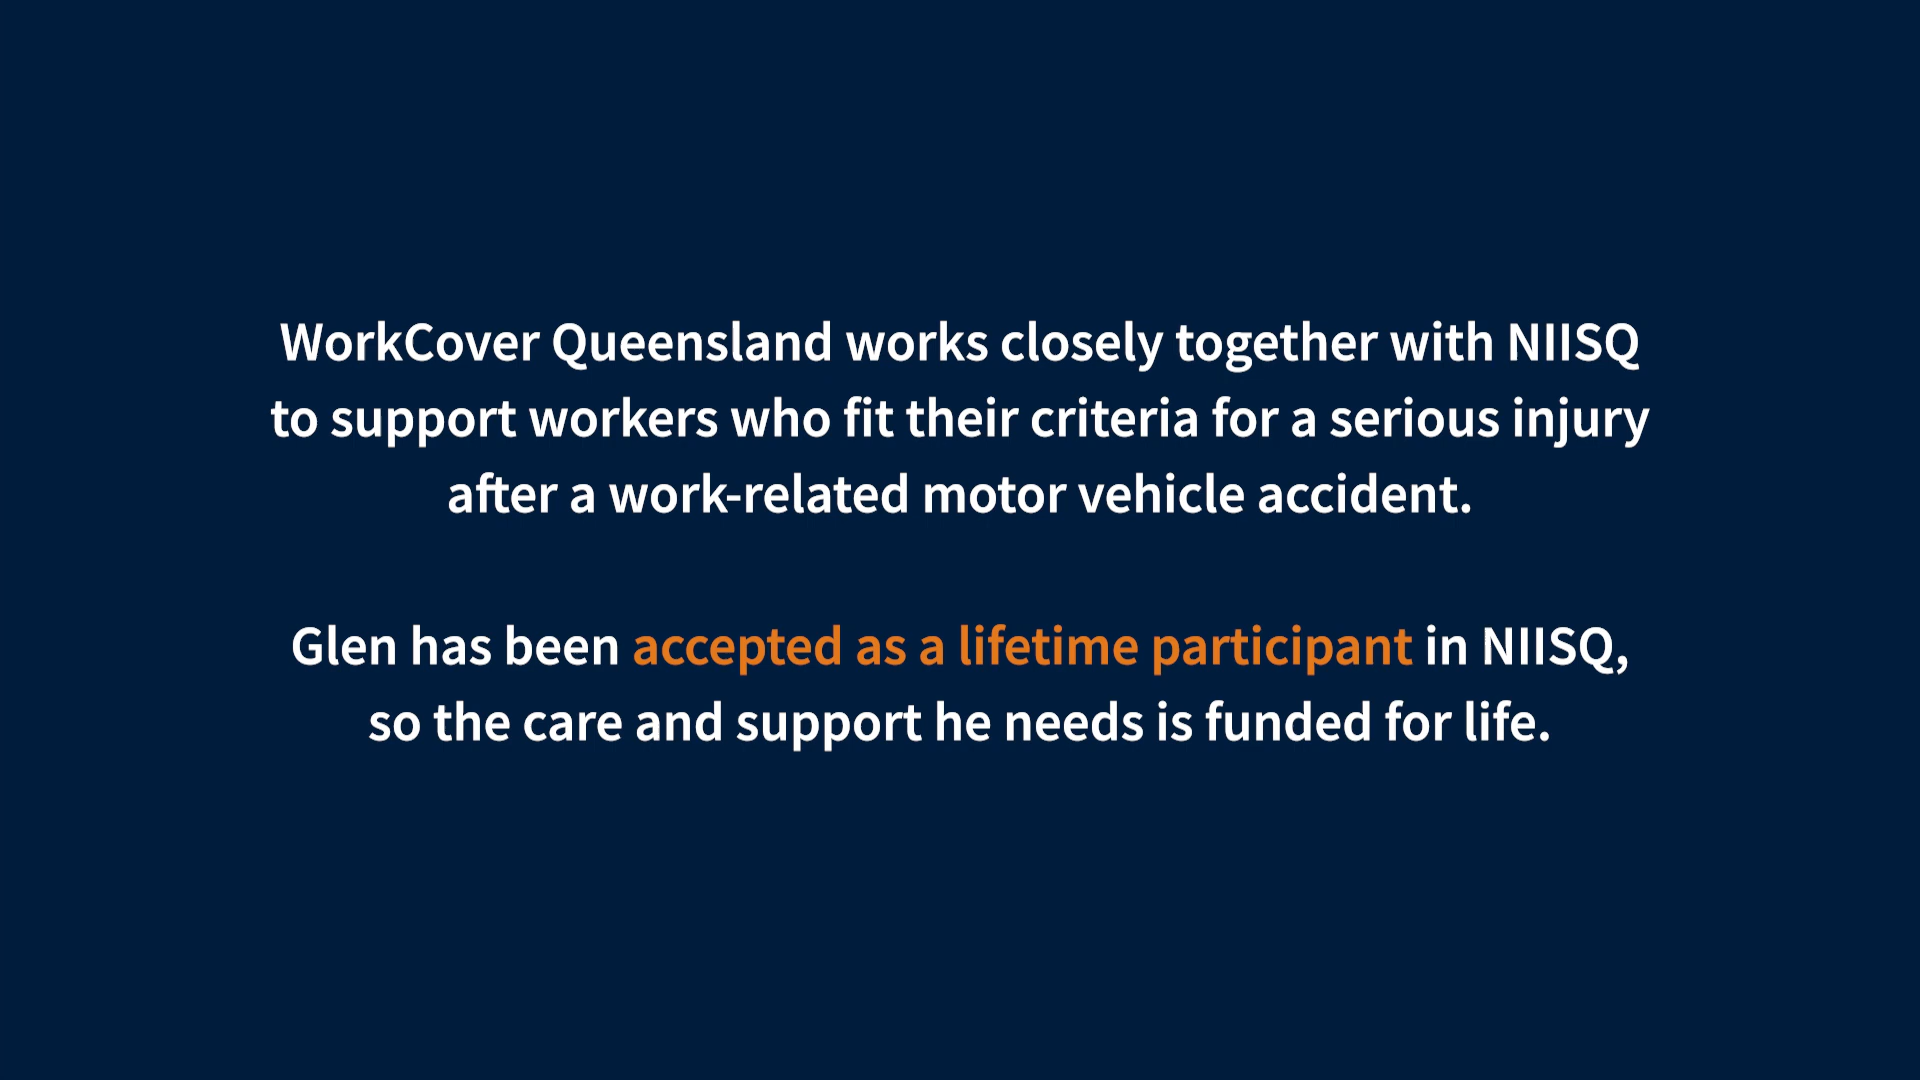 WorkCover Queensland works closely together with NIISQ
to support workers who fit their criteria for a serious injury
after a work-related motor vehicle accident.
Glen has been accepted as a lifetime participant in NIISQ,
so the care and support he needs is funded for life.